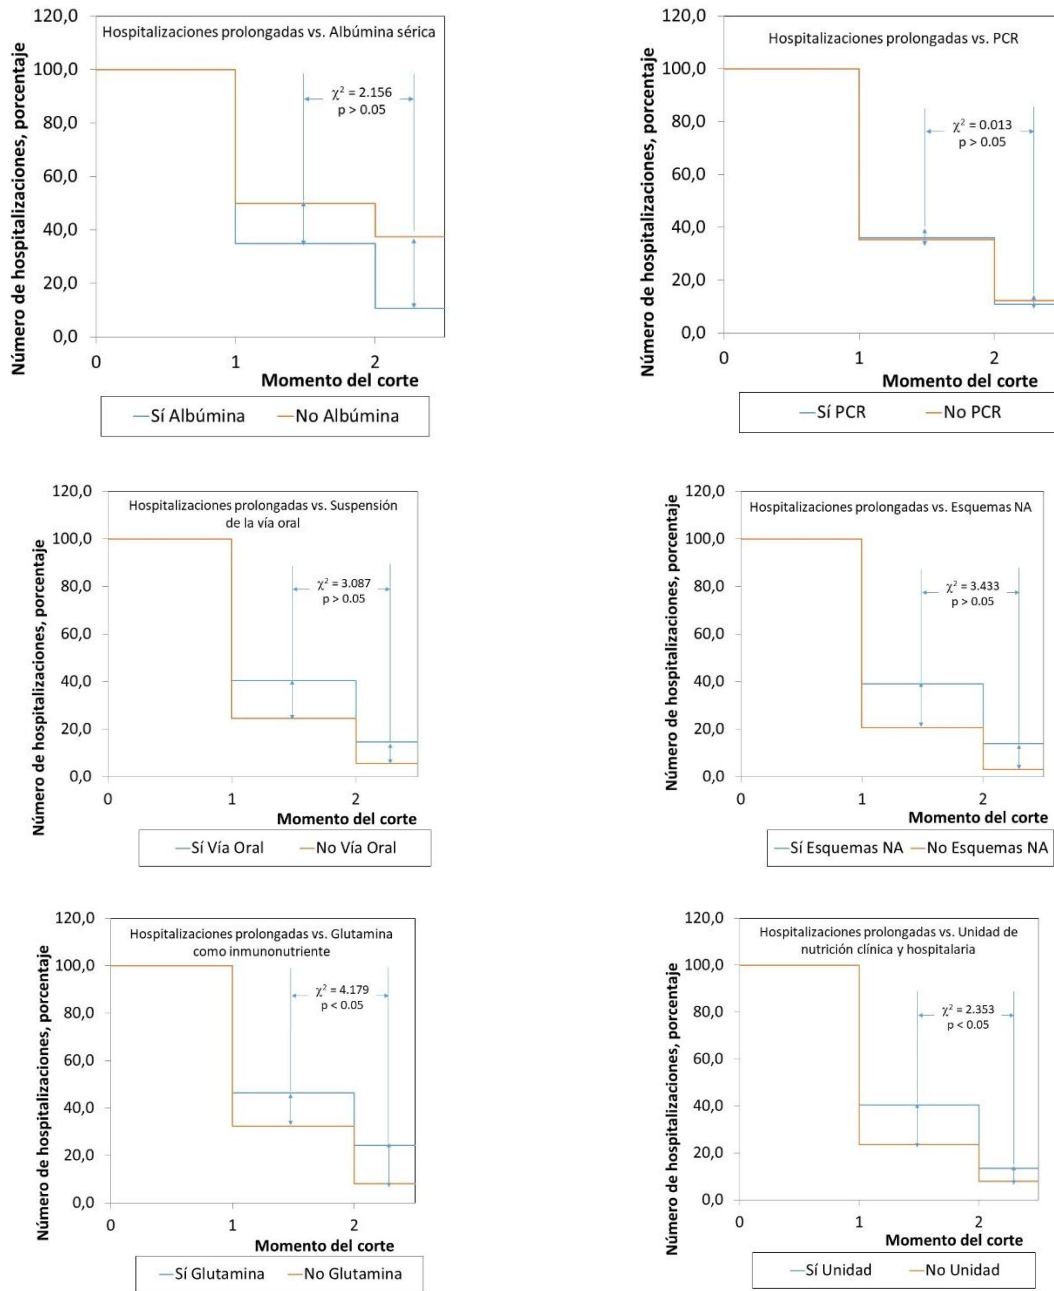 Hospitalizaciones prolongadas vs. Albúmina sérica
Número de hospitalizaciones, porcentaje
120,0
100,0
80,0
60,0
40,0
20,0
0,0
χ² = 2.156
p > 0.05
0 1 2
Momento del corte
Sí Albúmina No Albúmina
Hospitalizaciones prolongadas vs. PCR
Número de hospitalizaciones, porcentaje
120,0
100,0
80,0
60,0
40,0
20,0
0,0
χ² = 0.013
p > 0.05
0 1 2
Momento del corte
Sí PCR No PCR
Hospitalizaciones prolongadas vs. Suspensión
de la vía oral
Número de hospitalizaciones, porcentaje
120,0
100,0
80,0
60,0
40,0
20,0
0,0
χ² = 3.087
p > 0.05
0 1 2
Momento del corte
Sí Vía Oral No Vía Oral
Hospitalizaciones prolongadas vs. Esquemas NA
Número de hospitalizaciones, porcentaje
120,0
100,0
80,0
60,0
40,0
20,0
0,0
χ² = 3.433
p > 0.05
0 1 2
Momento del corte
Sí Esquemas NA No Esquemas NA
Hospitalizaciones prolongadas vs. Glutamina
como inmunonutriente
Número de hospitalizaciones, porcentaje
120,0
100,0
80,0
60,0
40,0
20,0
0,0
χ² = 4.179
p < 0.05
0 1 2
Momento del corte
Sí Glutamina No Glutamina
Hospitalizaciones prolongadas vs. Unidad de
nutrición clínica y hospitalaria
Número de hospitalizaciones, porcentaje
120,0
100,0
80,0
60,0
40,0
20,0
0,0
χ² = 2.353
p < 0.05
0 1 2
Momento del corte
Sí Unidad No Unidad